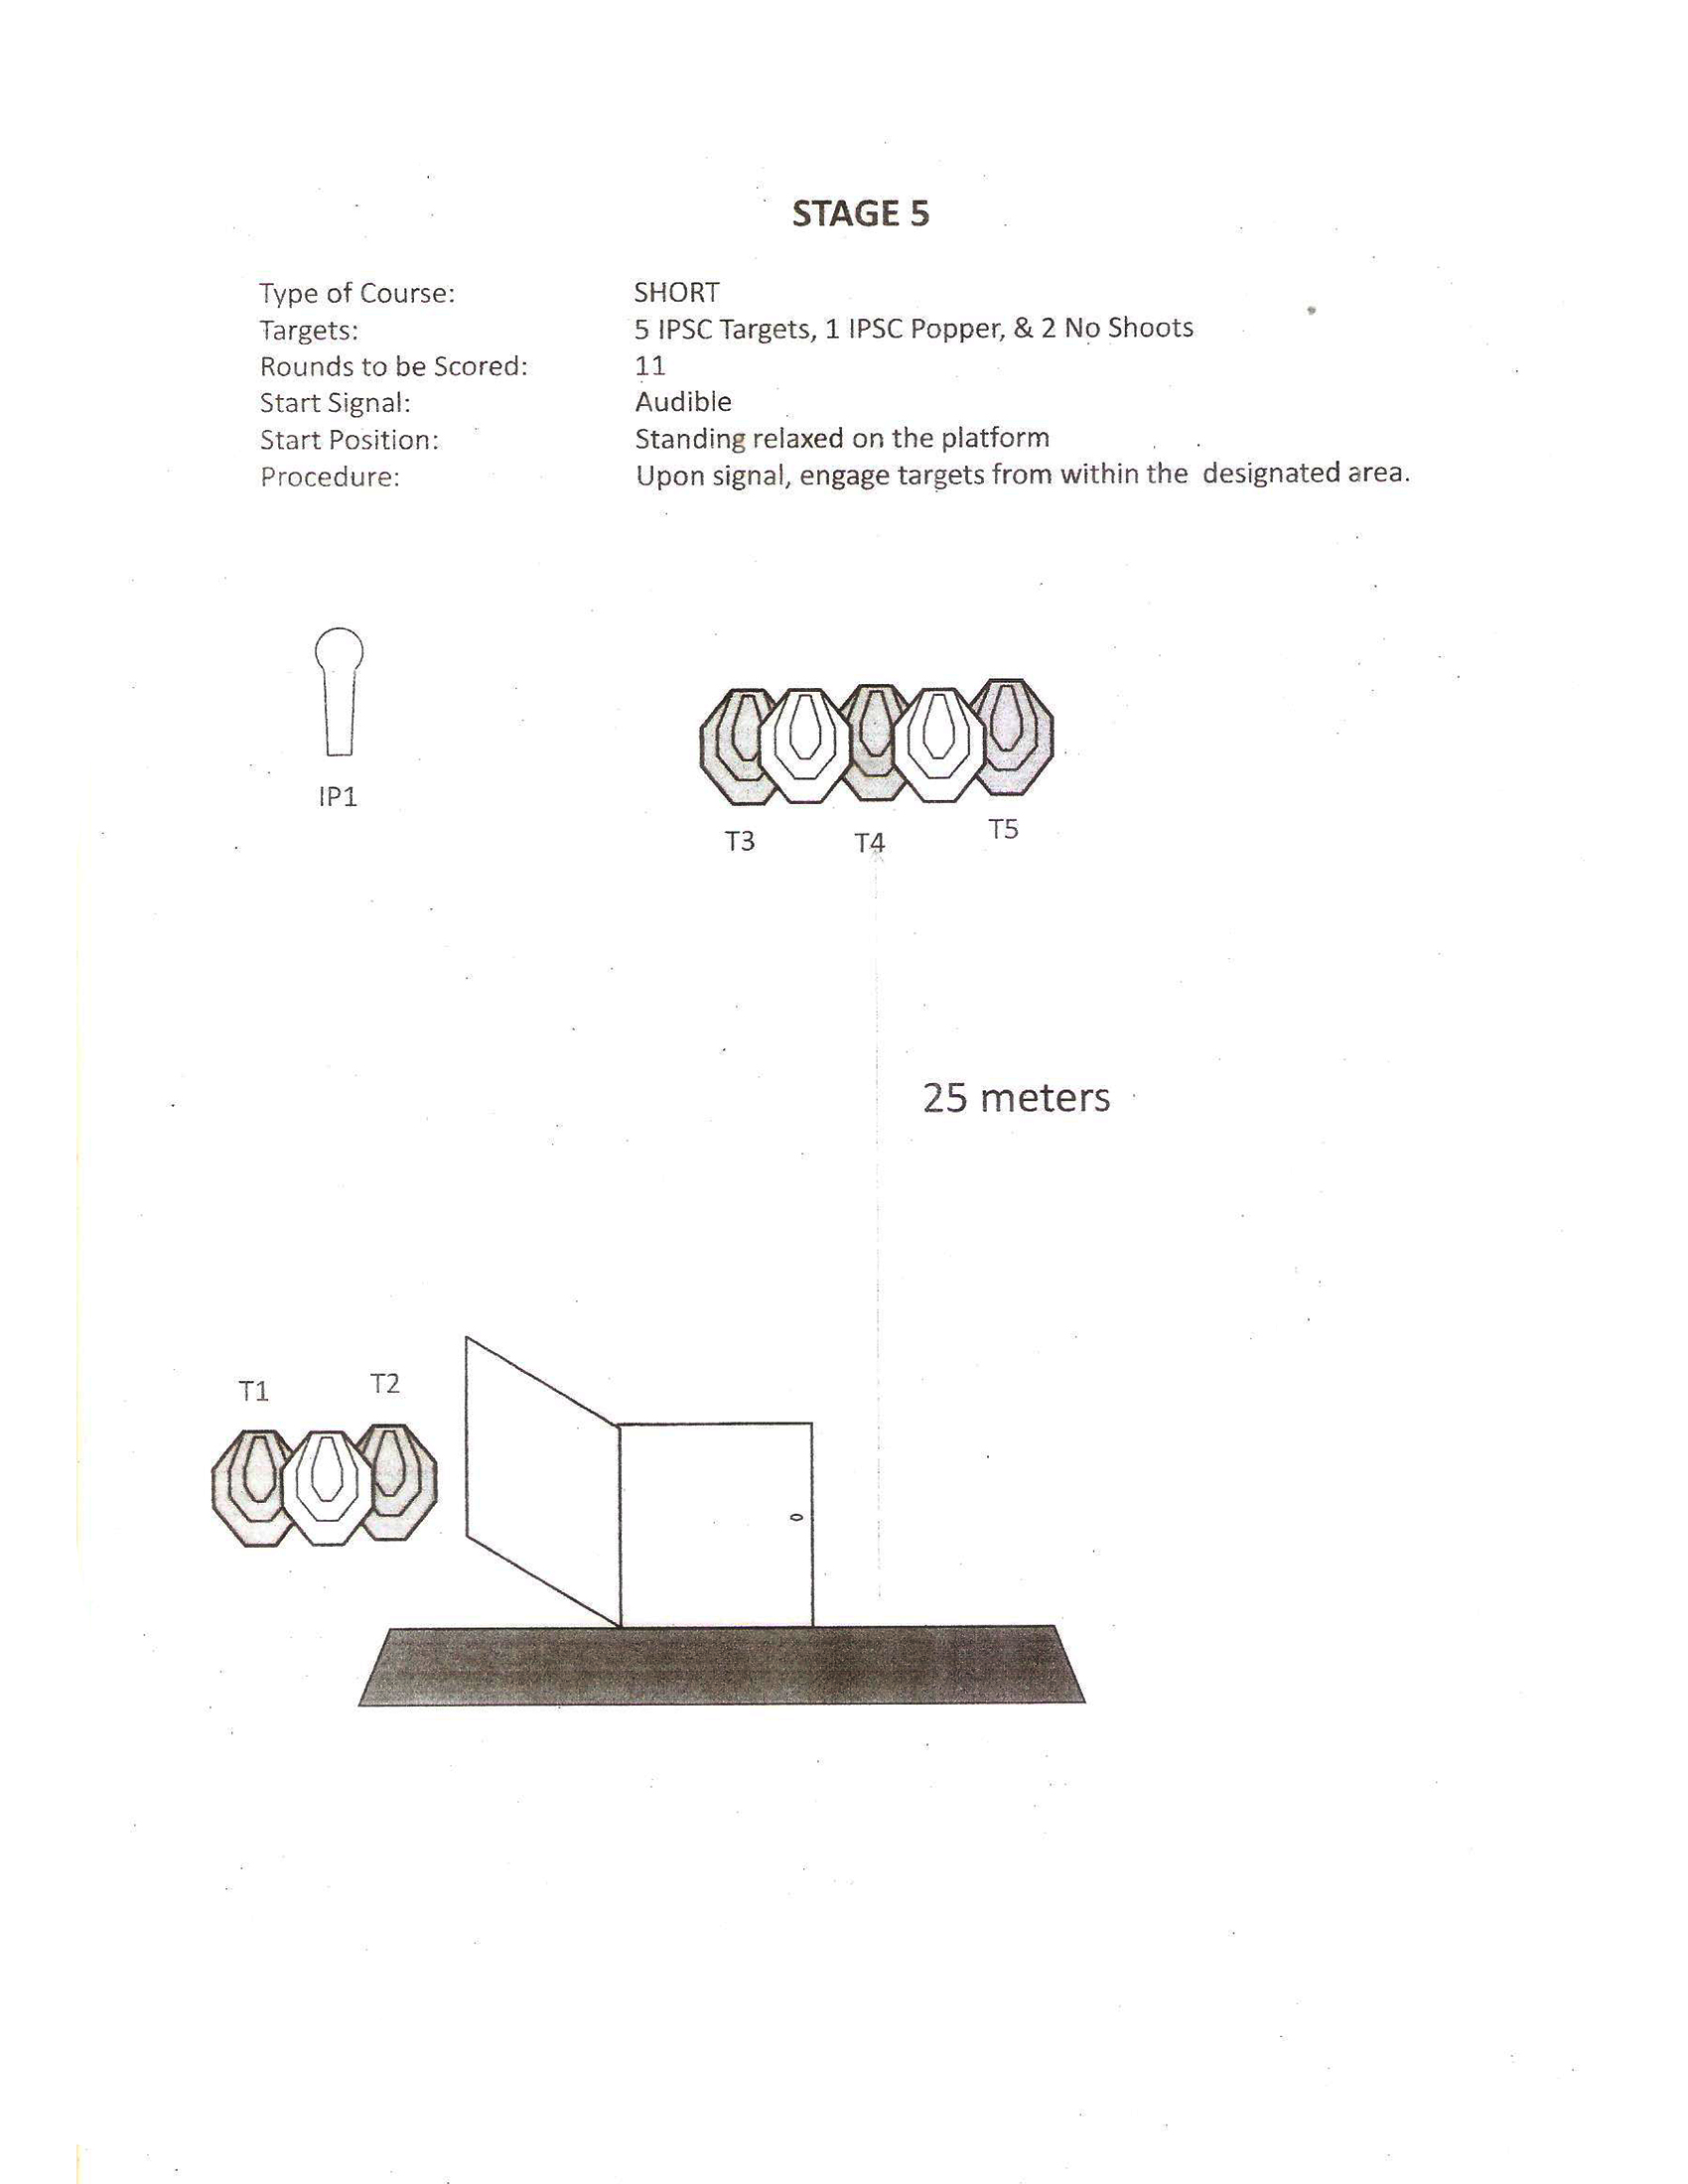 STAGE 5
Type of Course: SHORT
Targets: 5 IPSC Targets, 1 IPSC Popper, & 2 No Shoots
Rounds to be Scored: 11
Start Signal: Audible
Start Position: Standing relaxed on the platform
Procedure: Upon signal, engage targets from within the designated area.
IP1
T3 T4 T5
25 meters
T1 T2